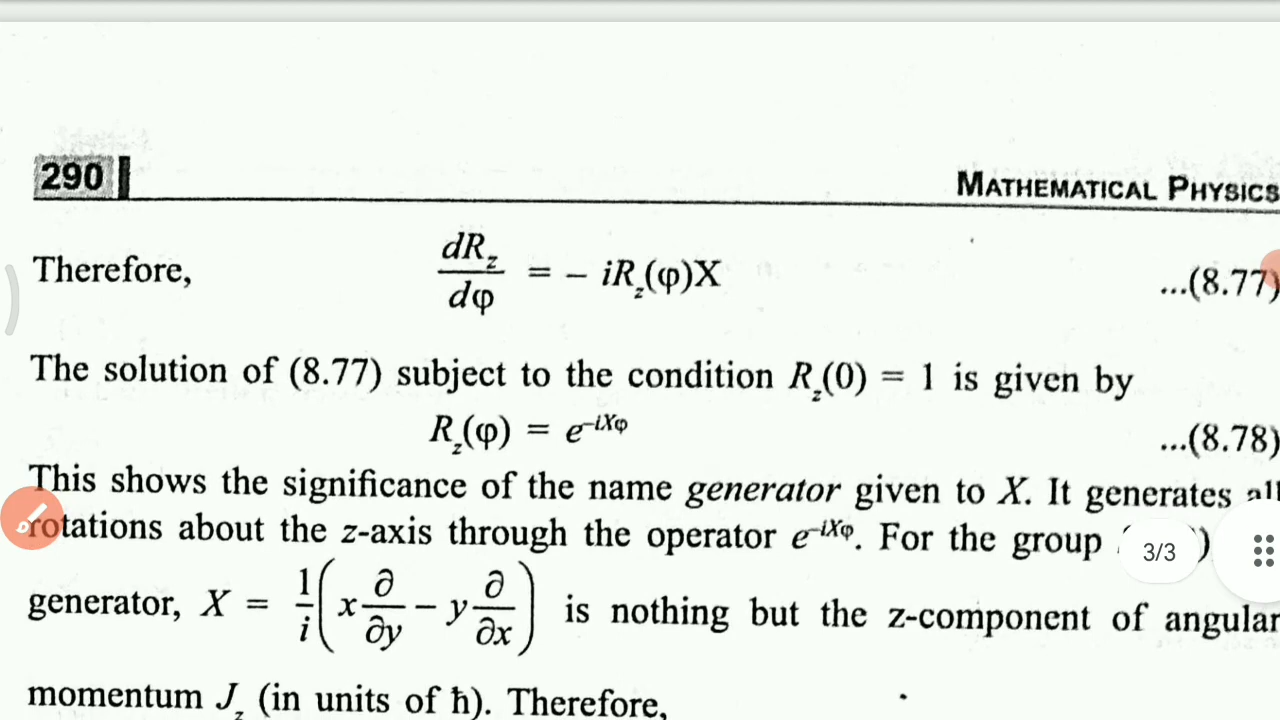 290
MATHEMATICAL PHYSICS
Therefore, dR_z/dφ = – iR_z(φ)X ...(8.77)
The solution of (8.77) subject to the condition R_z(0) = 1 is given by
R_z(φ) = e^–iXφ ...(8.78)
This shows the significance of the name generator given to X. It generates all
rotations about the z-axis through the operator e^–iXφ. For the group )
3/3
generator, X = 1/i (x ∂/∂y – y ∂/∂x) is nothing but the z-component of angular
momentum J_z (in units of ħ). Therefore,